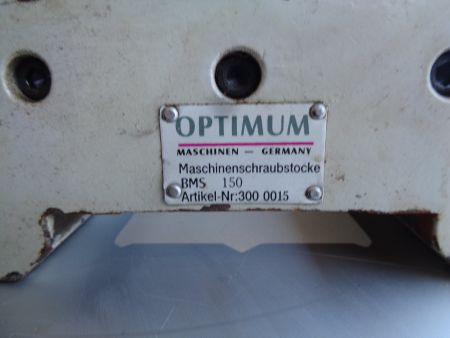 OPTIMUM
MASCHINEN — GERMANY
Maschinenschraubstocke
BMS 150
Artikel-Nr:300 0015